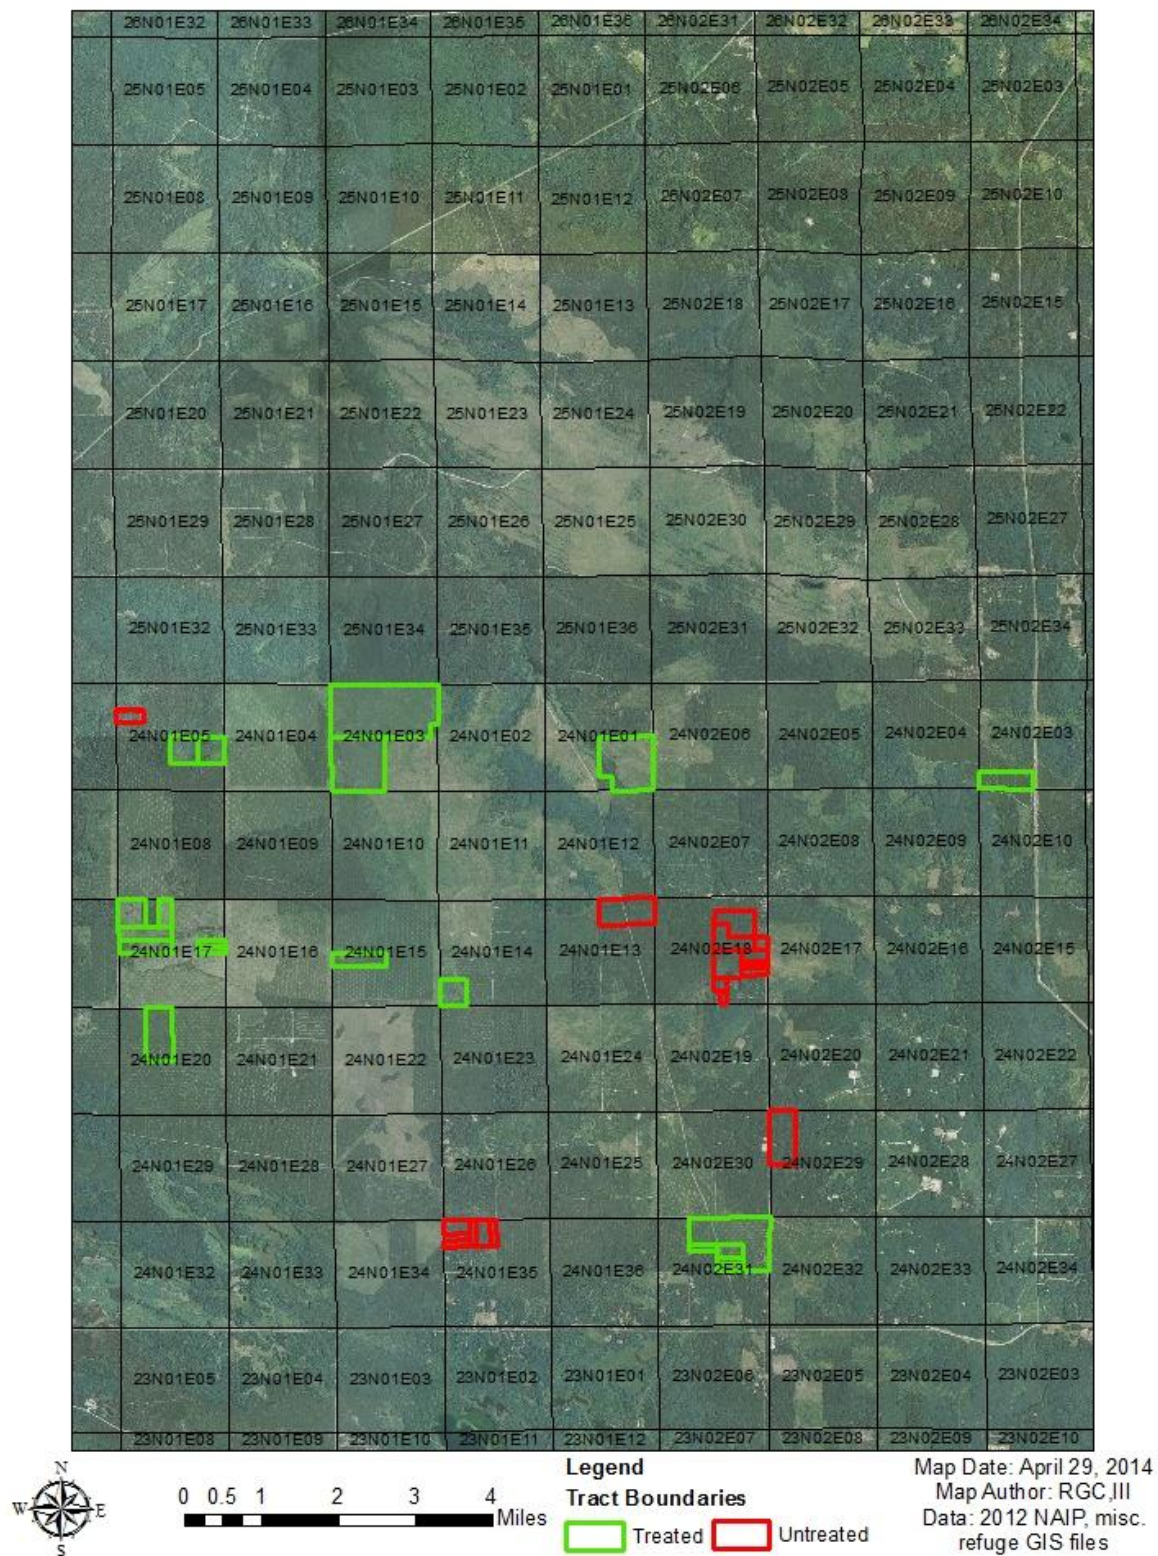 26N01E32 26N01E33 26N01E34 26N01E35 26N01E36 26N02E31 26N02E32 26N02E33 26N02E34
25N01E05 25N01E04 25N01E03 25N01E02 25N01E01 25N02E06 25N02E05 25N02E04 25N02E03
25N01E08 25N01E09 25N01E10 25N01E11 25N01E12 25N02E07 25N02E08 25N02E09 25N02E10
25N01E17 25N01E16 25N01E15 25N01E14 25N01E13 25N02E18 25N02E17 25N02E16 25N02E15
25N01E20 25N01E21 25N01E22 25N01E23 25N01E24 25N02E19 25N02E20 25N02E21 25N02E22
25N01E29 25N01E28 25N01E27 25N01E26 25N01E25 25N02E30 25N02E29 25N02E28 25N02E27
25N01E32 25N01E33 25N01E34 25N01E35 25N01E36 25N02E31 25N02E32 25N02E33 25N02E34
24N01E05 24N01E04 24N01E03 24N01E02 24N01E01 24N02E06 24N02E05 24N02E04 24N02E03
24N01E08 24N01E09 24N01E10 24N01E11 24N01E12 24N02E07 24N02E08 24N02E09 24N02E10
24N01E17 24N01E16 24N01E15 24N01E14 24N01E13 24N02E18 24N02E17 24N02E16 24N02E15
24N01E20 24N01E21 24N01E22 24N01E23 24N01E24 24N02E19 24N02E20 24N02E21 24N02E22
24N01E29 24N01E28 24N01E27 24N01E26 24N01E25 24N02E30 24N02E29 24N02E28 24N02E27
24N01E32 24N01E33 24N01E34 24N01E35 24N01E36 24N02E31 24N02E32 24N02E33 24N02E34
23N01E05 23N01E04 23N01E03 23N01E02 23N01E01 23N02E06 23N02E05 23N02E04 23N02E03
23N01E08 23N01E09 23N01E10 23N01E11 23N01E12 23N02E07 23N02E08 23N02E09 23N02E10
N
W E
S
0 0.5 1 2 3 4
Miles
Legend
Tract Boundaries
Treated Untreated
Map Date: April 29, 2014
Map Author: RGC,III
Data: 2012 NAIP, misc.
refuge GIS files